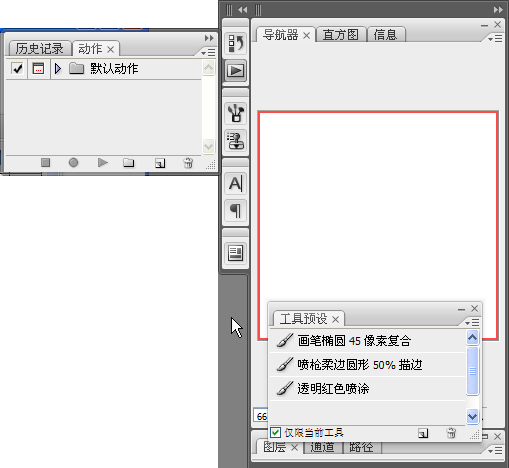 历史记录 动作
默认动作
导航器 直方图 信息
工具预设
画笔椭圆 45 像素复合
喷枪柔边圆形 50% 描边
透明红色喷涂
66
仅限当前工具
图层 通道 路径